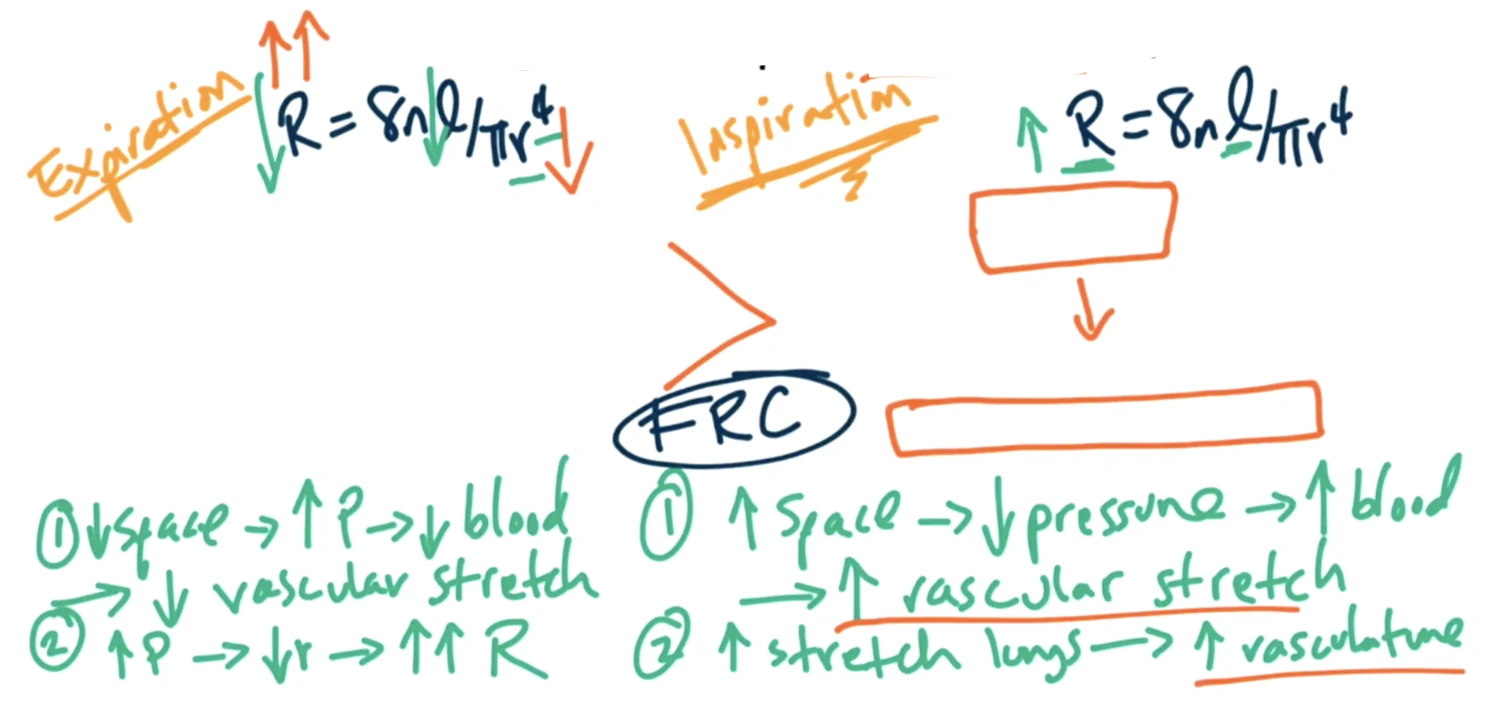 Expiration
↑↑
↓R = 8n↓l/πr⁴↓
Inspiration
↑ R = 8nl/πr⁴
FRC
① ↓ space → ↑ P → ↓ blood
→ ↓ vascular stretch
② ↑ P → ↓ r → ↑↑ R
① ↑ space → ↓ pressure → ↑ blood
→ ↑ vascular stretch
② ↑ stretch lungs → ↑ vasculature